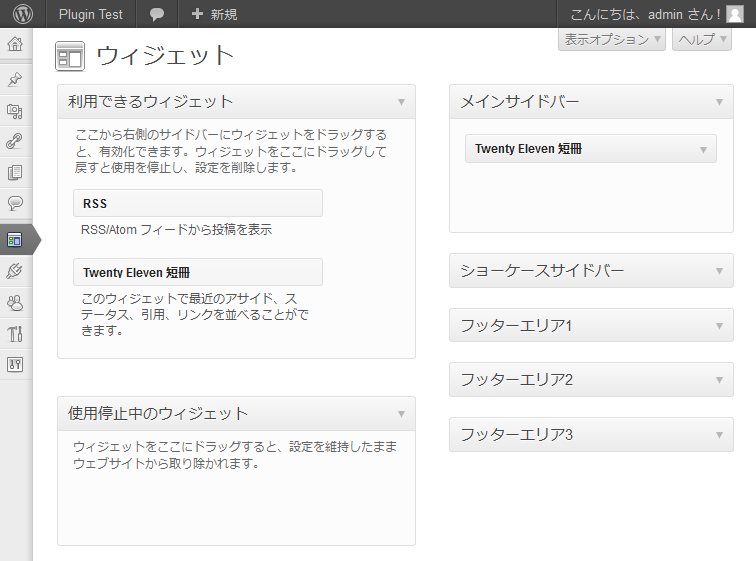 Plugin Test
新規
こんにちは、admin さん !
表示オプション
ヘルプ
ウィジェット
利用できるウィジェット
ここから右側のサイドバーにウィジェットをドラッグする
と、有効化できます。ウィジェットをここにドラッグして
戻すと使用を停止し、設定を削除します。
RSS
RSS/Atom フィードから投稿を表示
Twenty Eleven 短冊
このウィジェットで最近のアサイド、ス
テータス、引用、リンクを並べることがで
きます。
使用停止中のウィジェット
ウィジェットをここにドラッグすると、設定を維持したまま
ウェブサイトから取り除かれます。
メインサイドバー
Twenty Eleven 短冊
ショーケースサイドバー
フッターエリア1
フッターエリア2
フッターエリア3